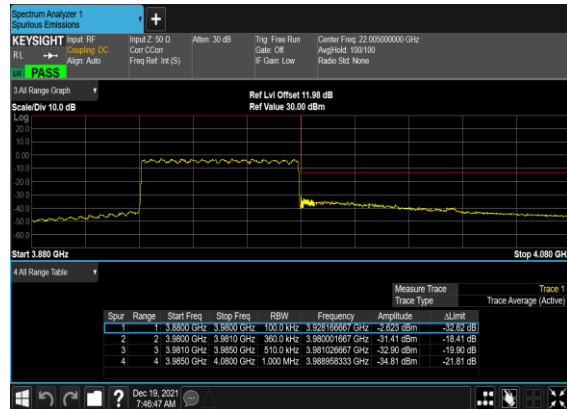 Spectrum Analyzer 1
Spurious Emissions
+
KEYSIGHT Input: RF Input Z: 50 Ω Atten: 30 dB Trig: Free Run Center Freq: 22.005000000 GHz
RL Coupling: DC Corr CCorr Gate: Off Avg|Hold: 100/100
Align: Auto Freq Ref: Int (S) IF Gain: Low Radio Std: None
PASS
3 All Range Graph
Ref Lvl Offset 11.98 dB
Scale/Div 10.0 dB Ref Value 30.00 dBm
Log
20.0
10.0
0.00
-10.0
-20.0
-30.0
-40.0
-50.0
-60.0
Start 3.880 GHz Stop 4.080 GHz
4 All Range Table
Measure Trace Trace 1
Trace Type Trace Average (Active)
Spur Range Start Freq Stop Freq RBW Frequency Amplitude ΔLimit
1 1 3.8800 GHz 3.9800 GHz 100.0 kHz 3.928166667 GHz -2.623 dBm -32.62 dB
2 2 3.9800 GHz 3.9810 GHz 360.0 kHz 3.980001667 GHz -31.41 dBm -18.41 dB
3 3 3.9810 GHz 3.9850 GHz 510.0 kHz 3.981026667 GHz -32.90 dBm -19.90 dB
4 4 3.9850 GHz 4.0800 GHz 1.000 MHz 3.988958333 GHz -34.81 dBm -21.81 dB
? Dec 19, 2021
7:46:47 AM